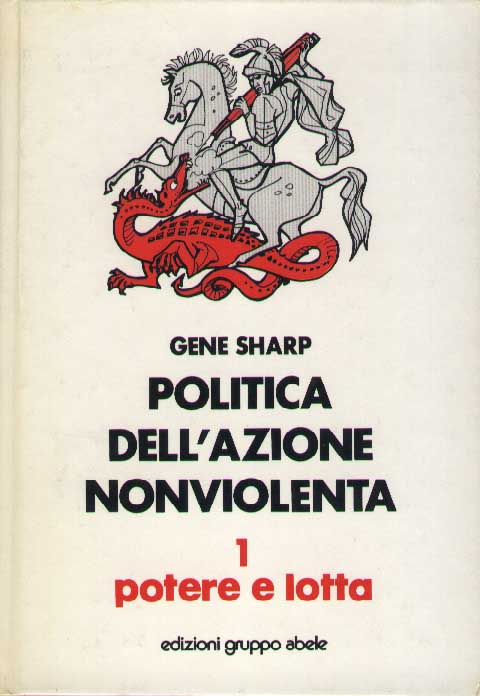 GENE SHARP
POLITICA
DELL'AZIONE
NONVIOLENTA
1
potere e lotta
edizioni gruppo abele